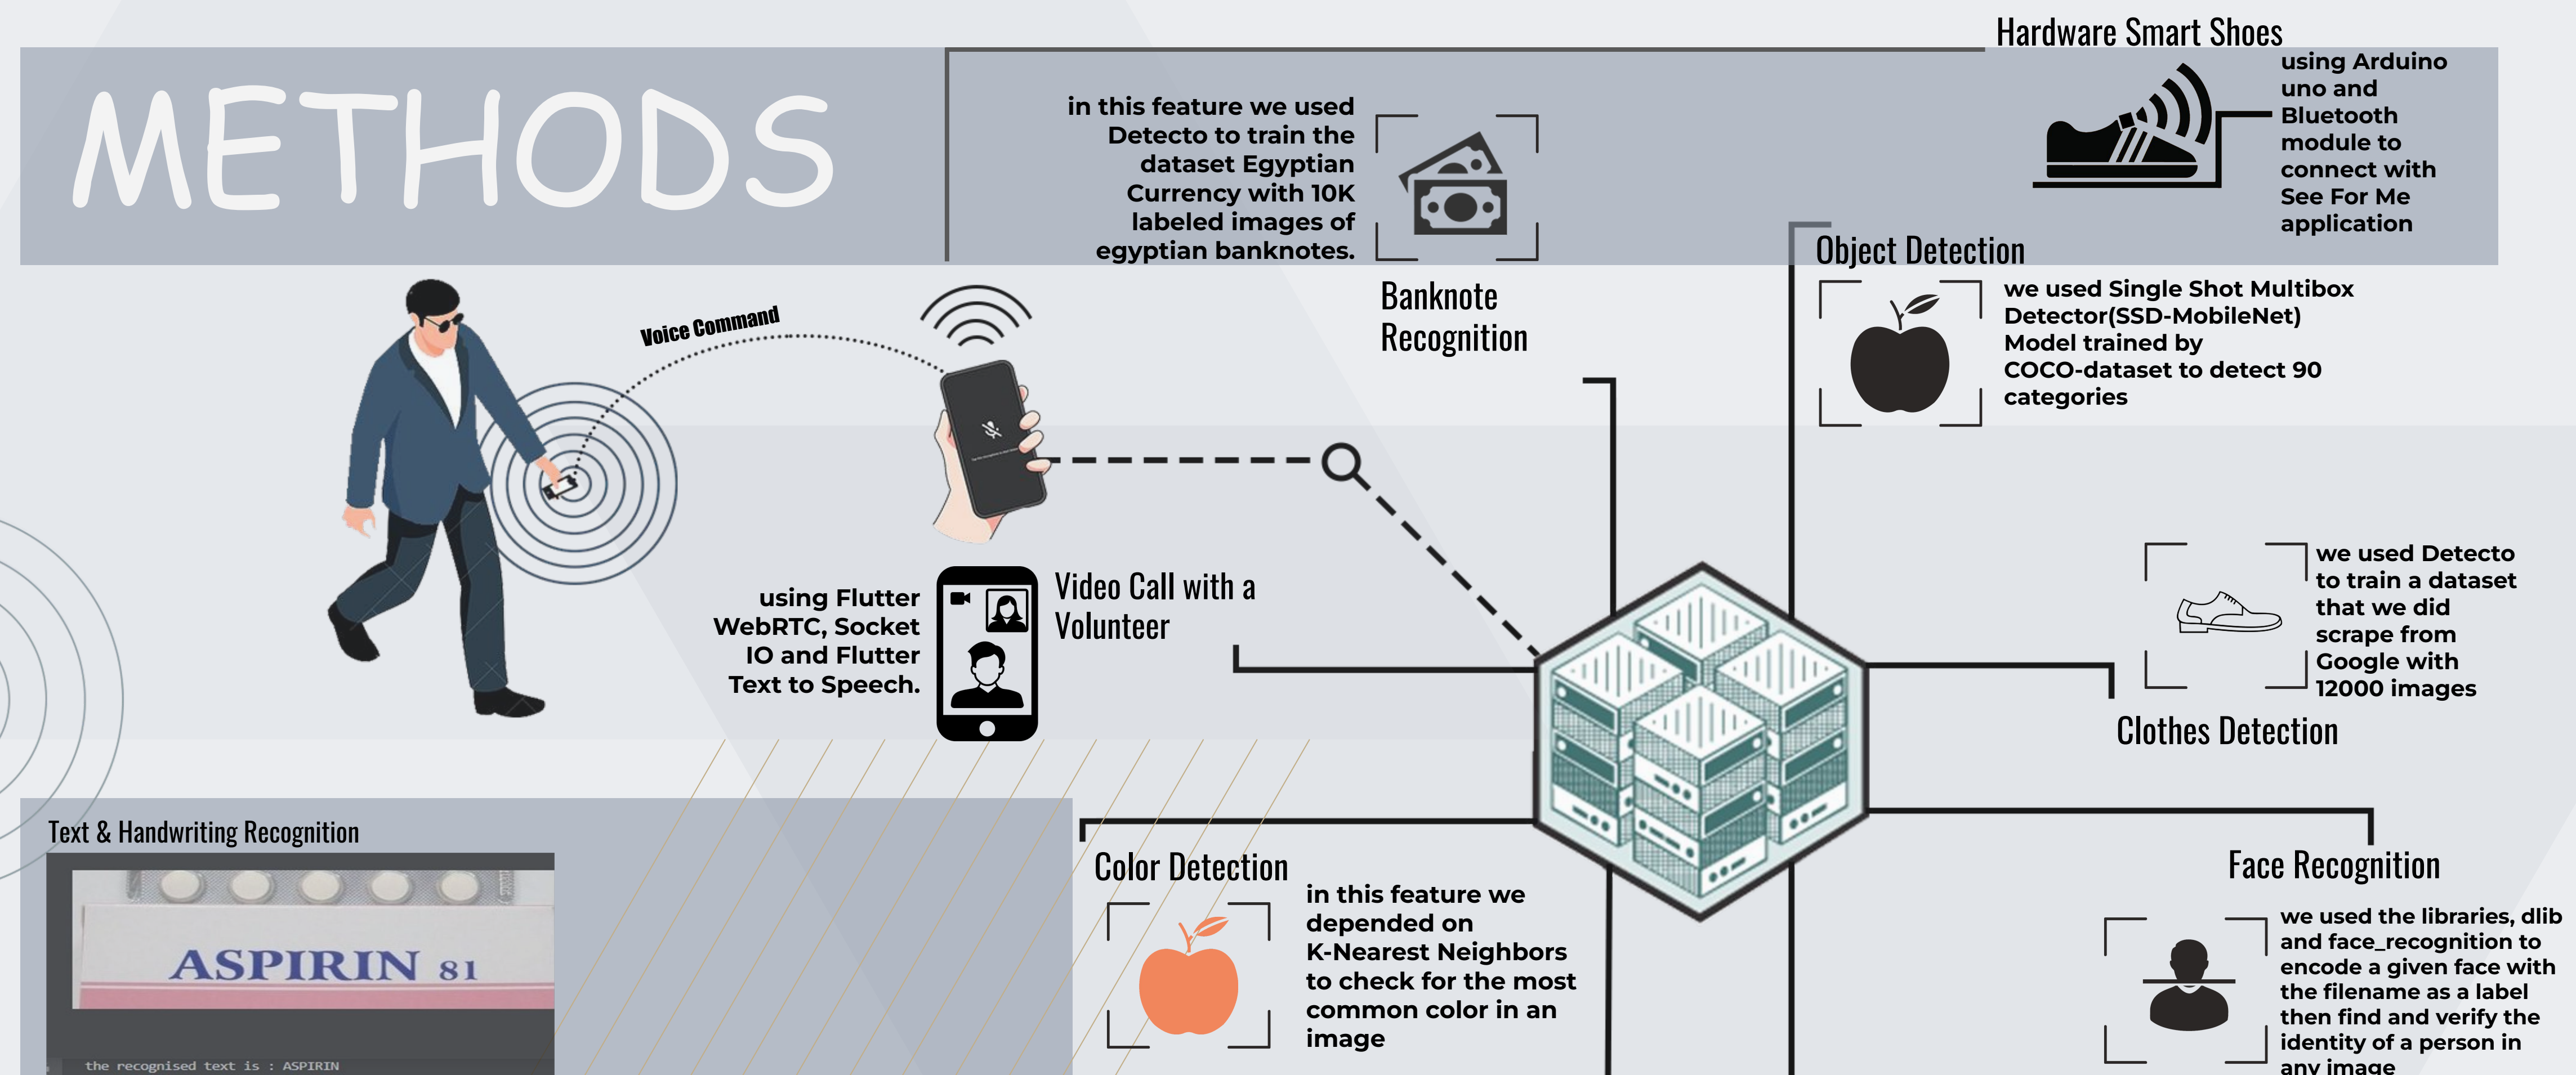 METHODS
Hardware Smart Shoes
using Arduino
uno and
Bluetooth
module to
connect with
See For Me
application
in this feature we used
Detecto to train the
dataset Egyptian
Currency with 10K
labeled images of
egyptian banknotes.
Banknote
Recognition
Object Detection
we used Single Shot Multibox
Detector(SSD-MobileNet)
Model trained by
COCO-dataset to detect 90
categories
Voice Command
using Flutter
WebRTC, Socket
IO and Flutter
Text to Speech.
Video Call with a
Volunteer
we used Detecto
to train a dataset
that we did
scrape from
Google with
12000 images
Clothes Detection
Text & Handwriting Recognition
ASPIRIN 81
the recognised text is : ASPIRIN
Color Detection
in this feature we
depended on
K-Nearest Neighbors
to check for the most
common color in an
image
Face Recognition
we used the libraries, dlib
and face_recognition to
encode a given face with
the filename as a label
then find and verify the
identity of a person in
any image